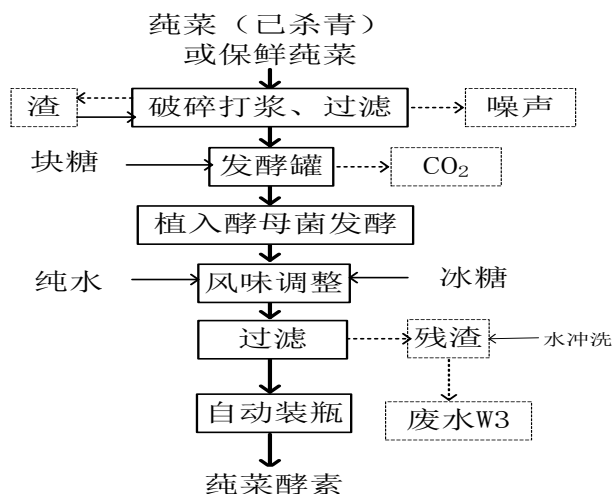 莼菜（已杀青）
或保鲜莼菜
渣
破碎打浆、过滤
噪声
块糖
发酵罐
CO₂
植入酵母菌发酵
纯水
风味调整
冰糖
过滤
残渣
水冲洗
自动装瓶
废水W3
莼菜酵素